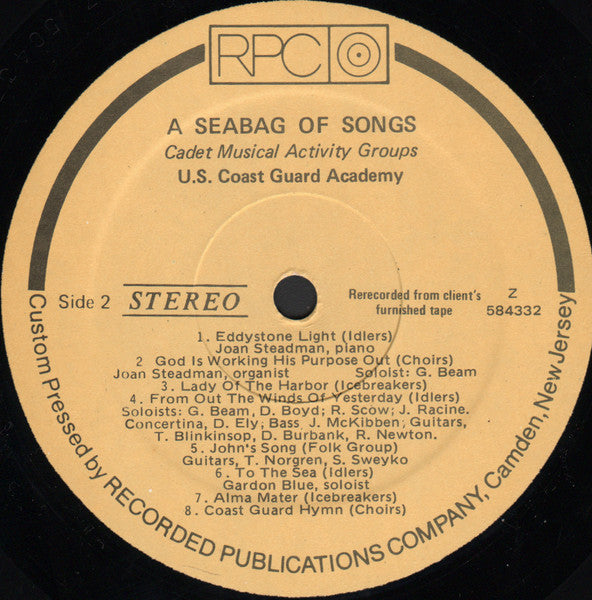 RPC
A SEABAG OF SONGS
Cadet Musical Activity Groups
U.S. Coast Guard Academy
Side 2 STEREO
Rerecorded from client's
furnished tape
Z
584332
1. Eddystone Light (Idlers)
Joan Steadman, piano
2 God Is Working His Purpose Out (Choirs)
Joan Steadman, organist Soloist: G. Beam
3. Lady Of The Harbor (Icebreakers)
4. From Out The Winds Of Yesterday (Idlers)
Soloists: G. Beam, D. Boyd; R. Scow; J. Racine.
Concertina, D. Ely; Bass J. McKibben; Guitars,
T. Blinkinsop, D. Burbank, R. Newton.
5. John's Song (Folk Group)
Guitars, T. Norgren, S. Sweyko
6. To The Sea (Idlers)
Gardon Blue, soloist
7. Alma Mater (Icebreakers)
8. Coast Guard Hymn (Choirs)
Custom Pressed by RECORDED PUBLICATIONS COMPANY, Camden, New Jersey